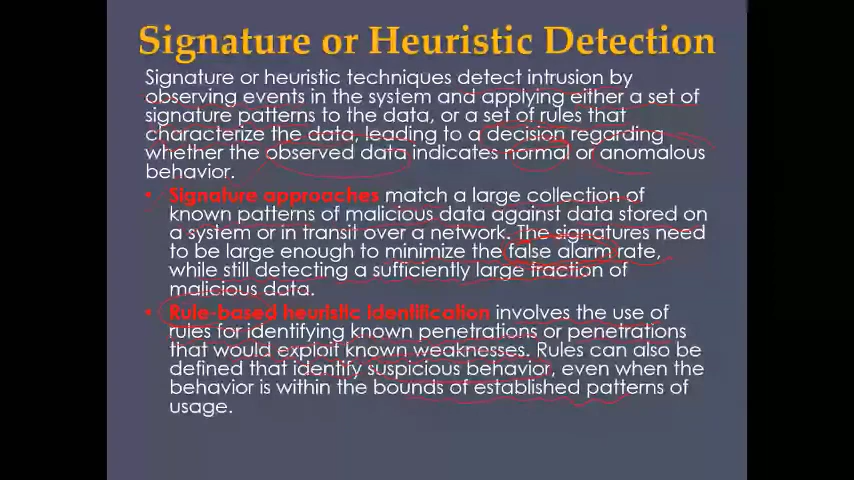 Signature or Heuristic Detection
Signature or heuristic techniques detect intrusion by
observing events in the system and applying either a set of
signature patterns to the data, or a set of rules that
characterize the data, leading to a decision regarding
whether the observed data indicates normal or anomalous
behavior.
• Signature approaches match a large collection of
known patterns of malicious data against data stored on
a system or in transit over a network. The signatures need
to be large enough to minimize the false alarm rate,
while still detecting a sufficiently large fraction of
malicious data.
• Rule-based heuristic identification involves the use of
rules for identifying known penetrations or penetrations
that would exploit known weaknesses. Rules can also be
defined that identify suspicious behavior, even when the
behavior is within the bounds of established patterns of
usage.